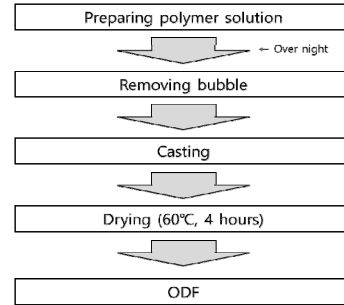 Preparing polymer solution
← Over night
Removing bubble
Casting
Drying (60℃, 4 hours)
ODF